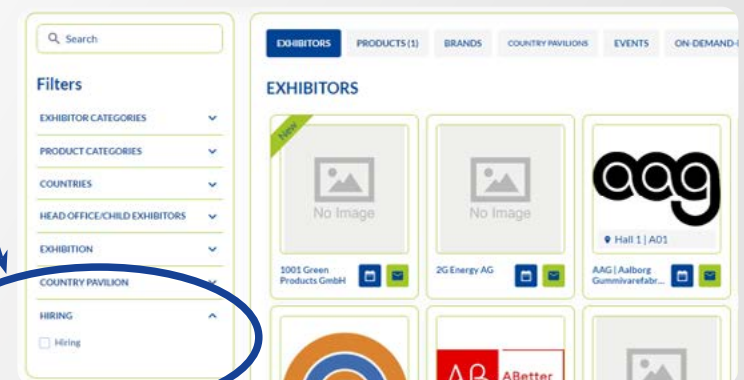 Search
Filters
EXHIBITOR CATEGORIES
PRODUCT CATEGORIES
COUNTRIES
HEAD OFFICE/CHILD EXHIBITORS
EXHIBITION
COUNTRY PAVILION
HIRING
Hiring
EXHIBITORS PRODUCTS (1) BRANDS COUNTRY PAVILIONS EVENTS ON-DEMAND-
EXHIBITORS
New
No Image
1001 Green
Products GmbH
No Image
2G Energy AG
aag
Hall 1 | A01
AAG | Aalborg
Gummivarefabr...
AB ABetter